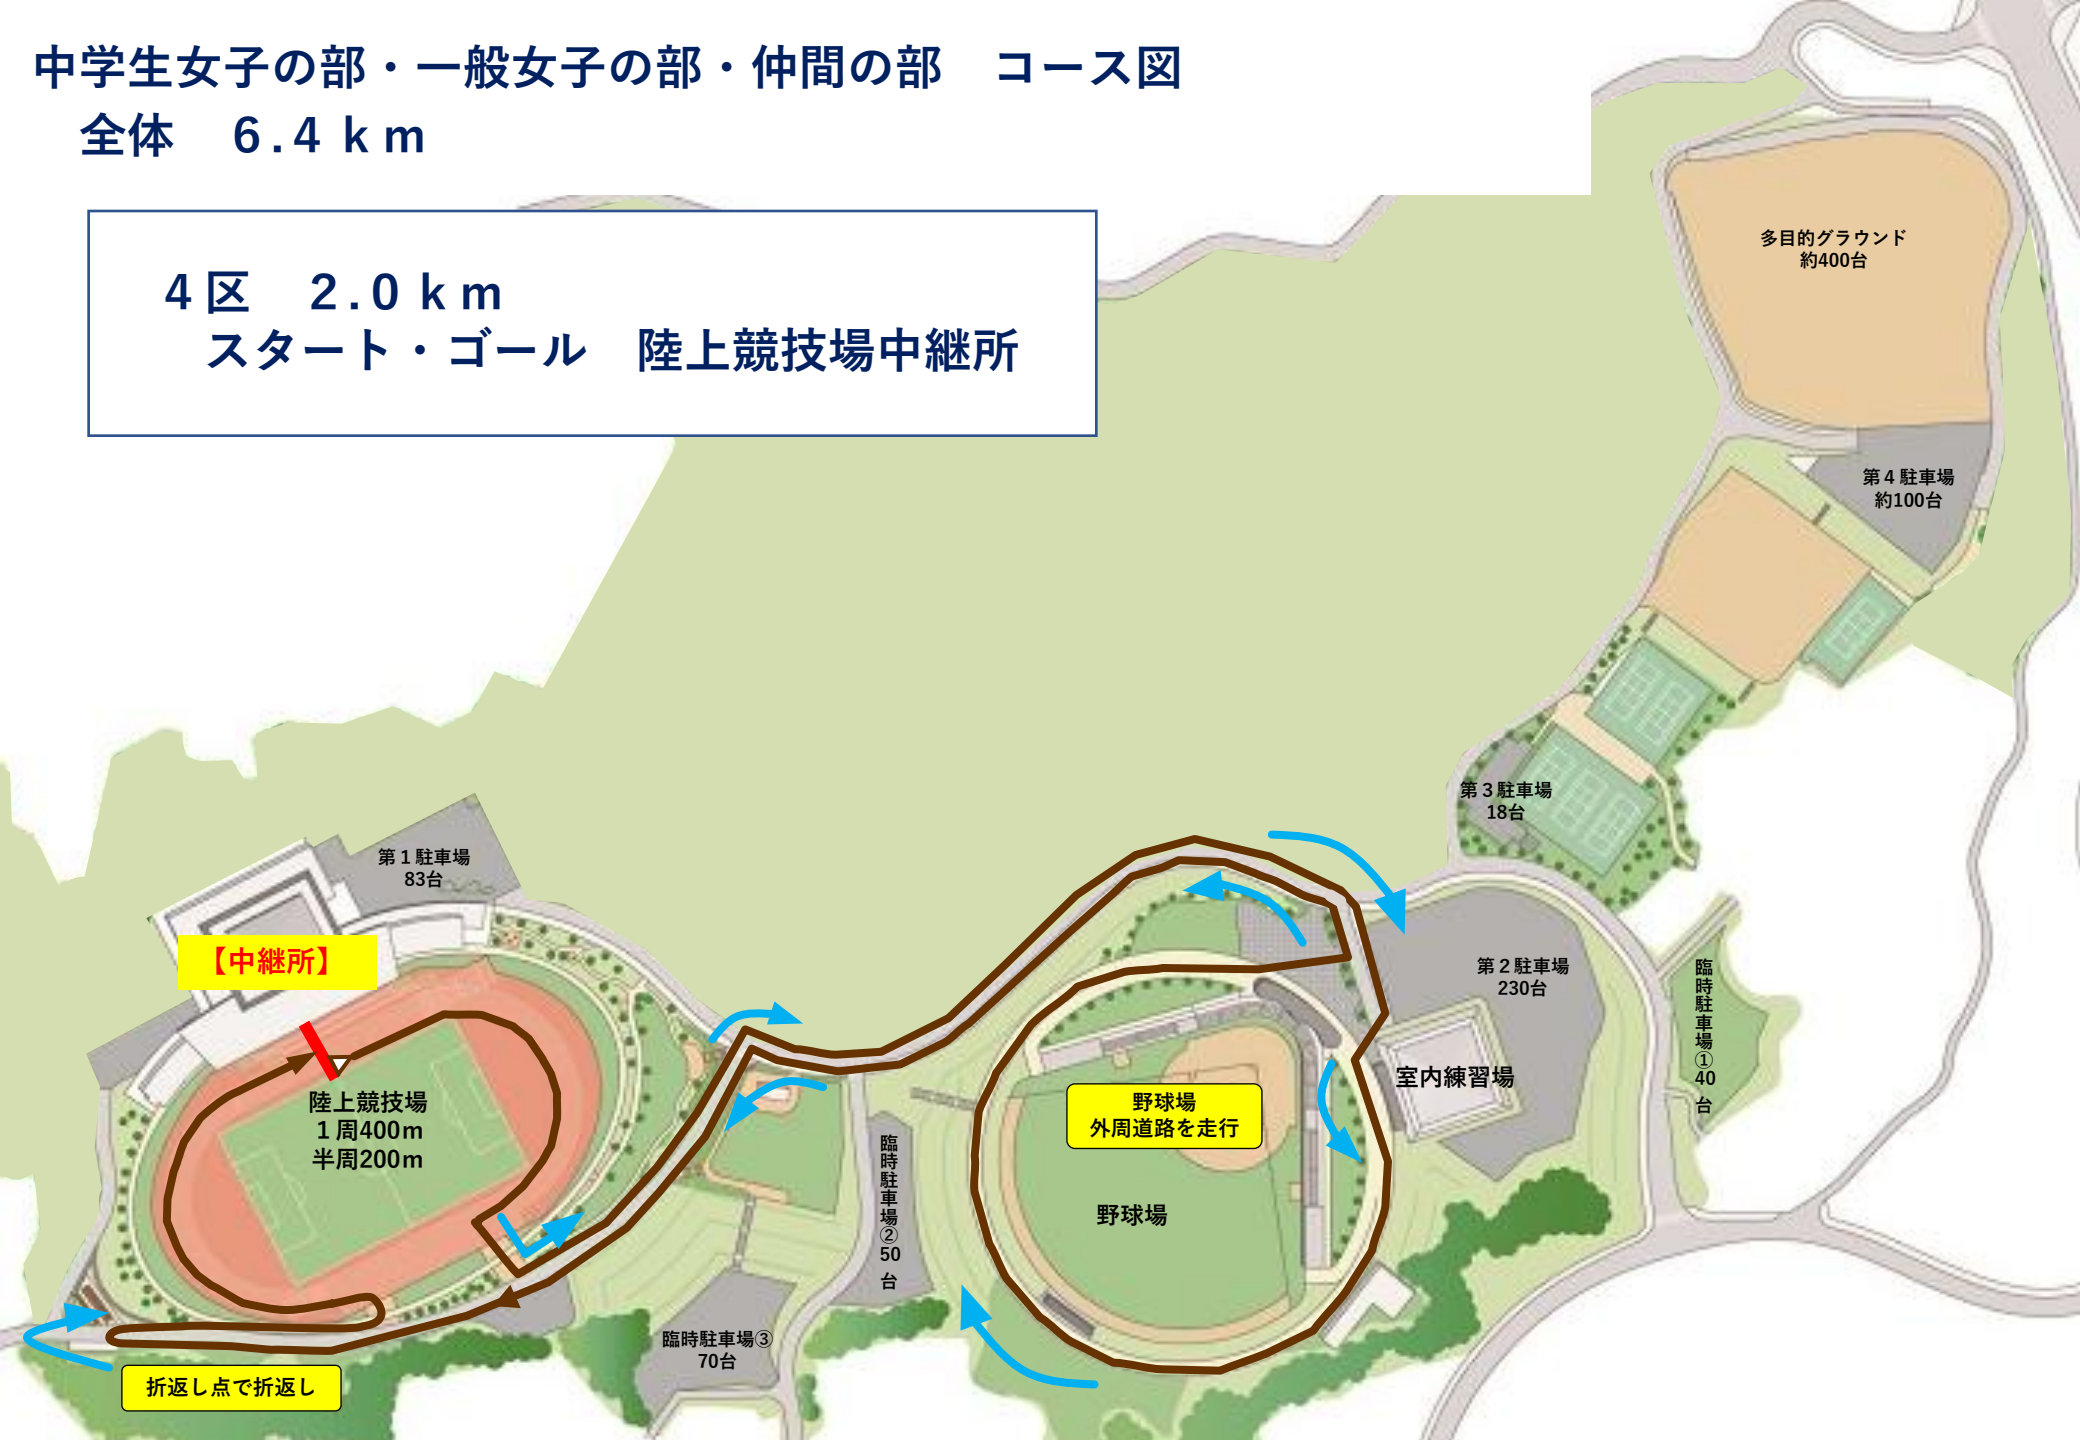 中学生女子の部・一般女子の部・仲間の部　コース図
全体　6.4ｋｍ
4区　2.0ｋｍ
スタート・ゴール　陸上競技場中継所
多目的グラウンド
約400台
第4駐車場
約100台
第3駐車場
18台
第1駐車場
83台
【中継所】
第2駐車場
230台
臨時駐車場①40台
室内練習場
陸上競技場
1周400m
半周200m
野球場
外周道路を走行
臨時駐車場②50台
野球場
臨時駐車場③
70台
折返し点で折返し